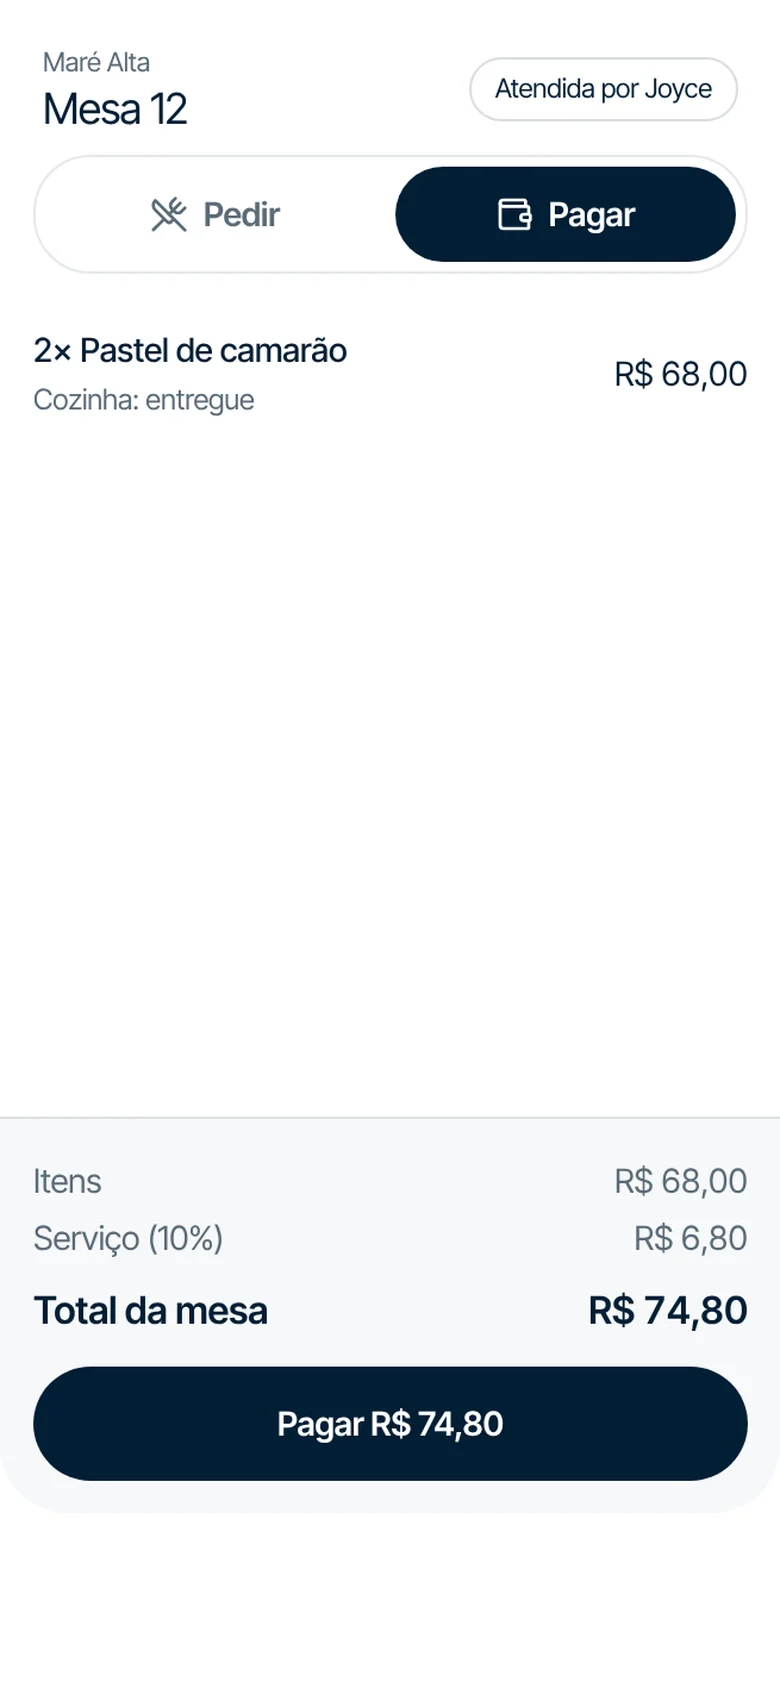 Maré Alta
Mesa 12
Atendida por Joyce
Pedir
Pagar
2× Pastel de camarão
Cozinha: entregue
R$ 68,00
Itens
R$ 68,00
Serviço (10%)
R$ 6,80
Total da mesa
R$ 74,80
Pagar R$ 74,80